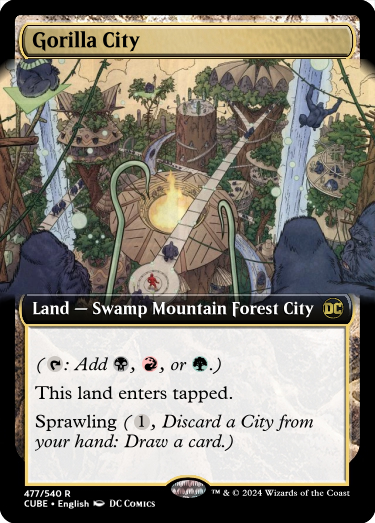 Gorilla City
Land — Swamp Mountain Forest City
DC
( : Add , , or .)
This land enters tapped.
Sprawling ( 1 , Discard a City from
your hand: Draw a card.)
477/540 R
CUBE • English DC Comics
™ & © 2024 Wizards of the Coast